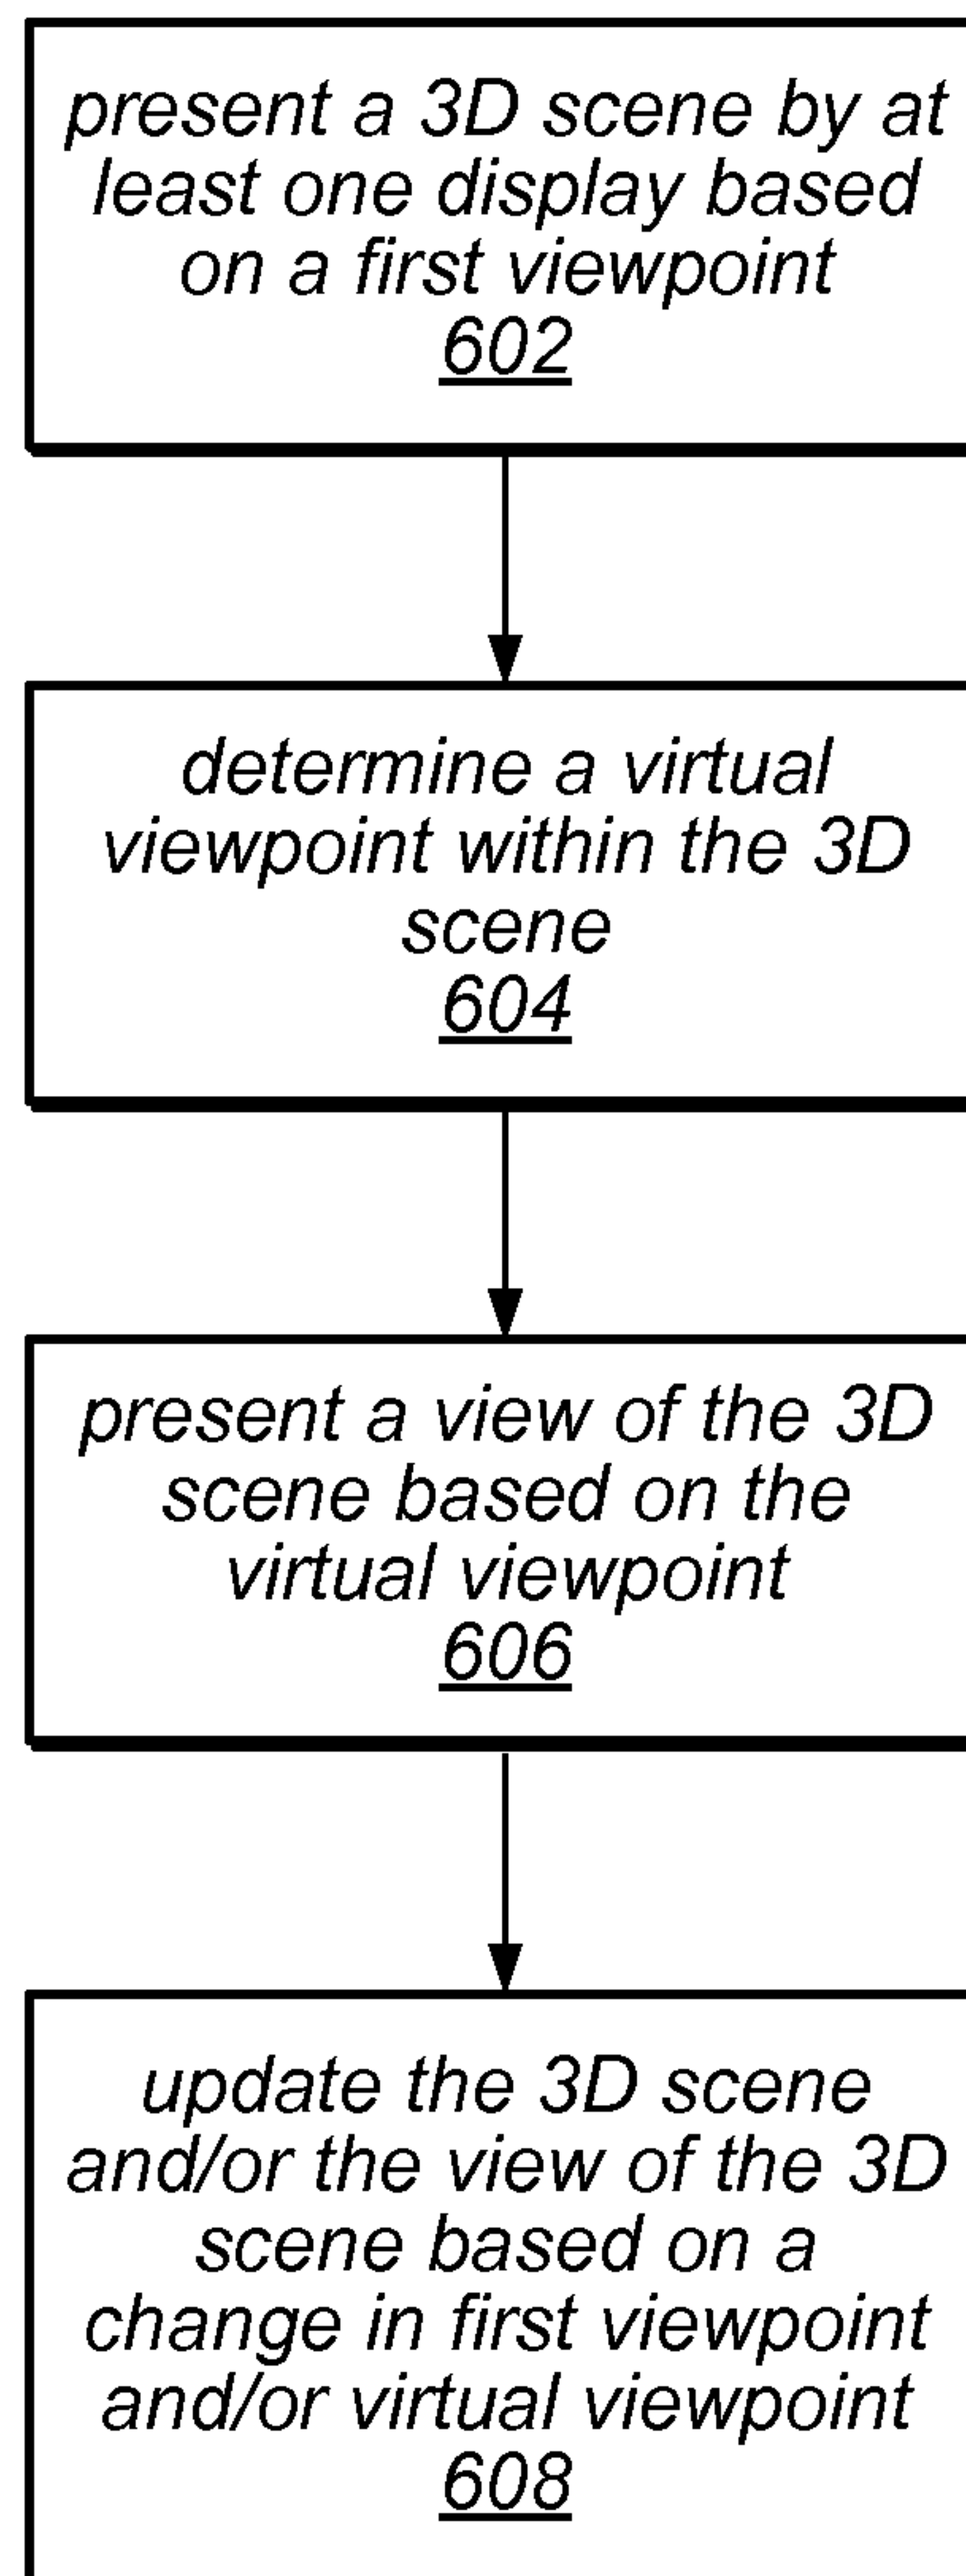 present a 3D scene by at
least one display based
on a first viewpoint
602
determine a virtual
viewpoint within the 3D
scene
604
present a view of the 3D
scene based on the
virtual viewpoint
606
update the 3D scene
and/or the view of the 3D
scene based on a
change in first viewpoint
and/or virtual viewpoint
608